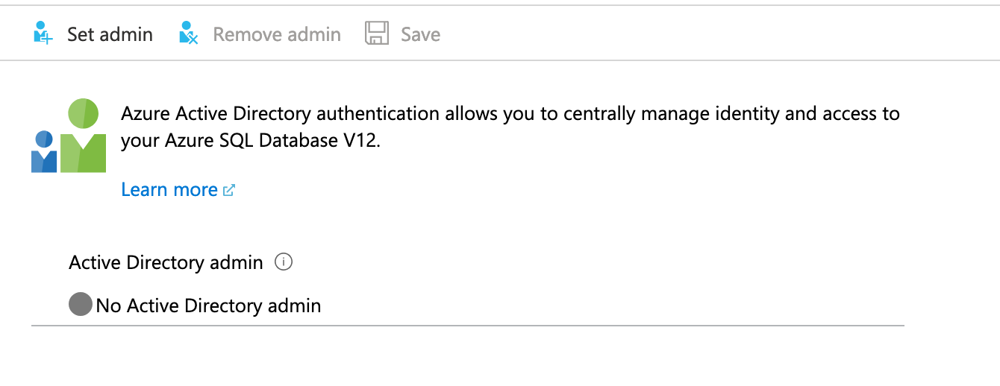 Set admin Remove admin Save
Azure Active Directory authentication allows you to centrally manage identity and access to
your Azure SQL Database V12.
Learn more
Active Directory admin
No Active Directory admin